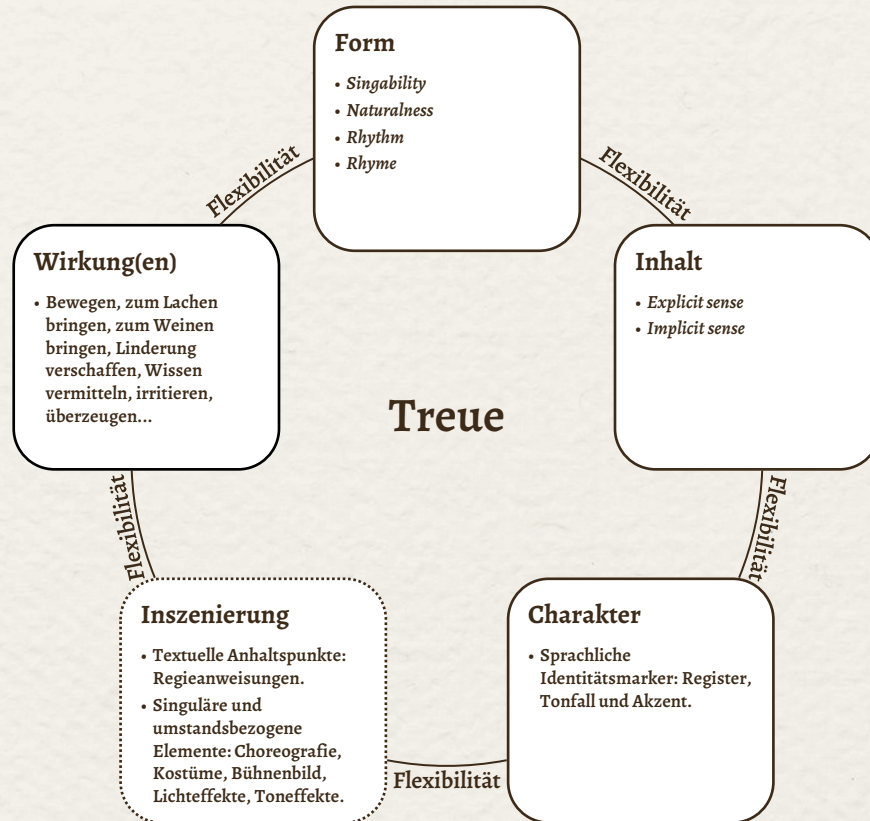 Form
• Singability
• Naturalness
• Rhythm
• Rhyme
Flexibilität
Flexibilität
Wirkung(en)
• Bewegen, zum Lachen
bringen, zum Weinen
bringen, Linderung
verschaffen, Wissen
vermitteln, irritieren,
überzeugen...
Inhalt
• Explicit sense
• Implicit sense
Treue
Flexibilität
Flexibilität
Inszenierung
• Textuelle Anhaltspunkte:
Regieanweisungen.
• Singuläre und
umstandsbezogene
Elemente: Choreografie,
Kostüme, Bühnenbild,
Lichteffekte, Toneffekte.
Charakter
• Sprachliche
Identitätsmarker: Register,
Tonfall und Akzent.
Flexibilität